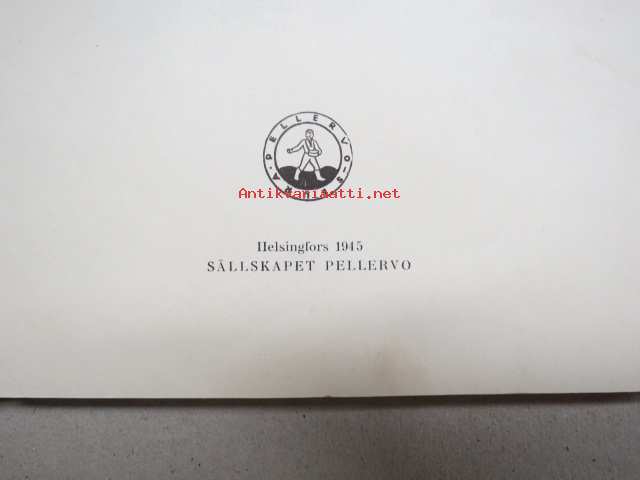 PELLERVO-SEURA
Antikvariaatti.net
Helsingfors 1945
SÄLLSKAPET PELLERVO